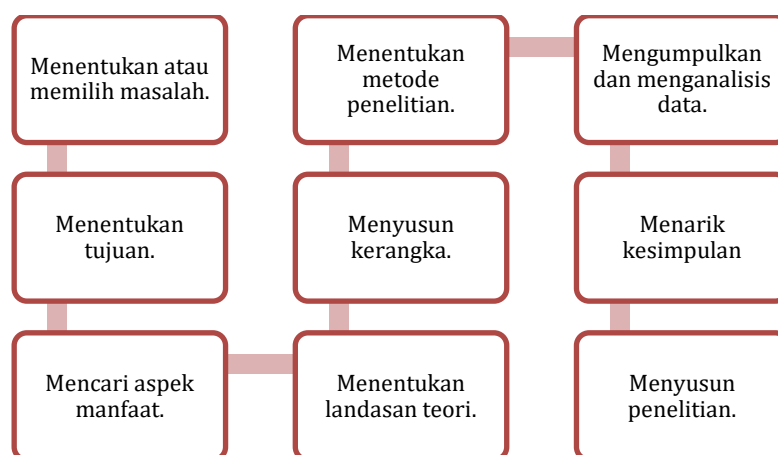 Menentukan atau
memilih masalah.
Menentukan
tujuan.
Mencari aspek
manfaat.
Menentukan
landasan teori.
Menyusun
kerangka.
Menentukan
metode
penelitian.
Mengumpulkan
dan menganalisis
data.
Menarik
kesimpulan
Menyusun
penelitian.